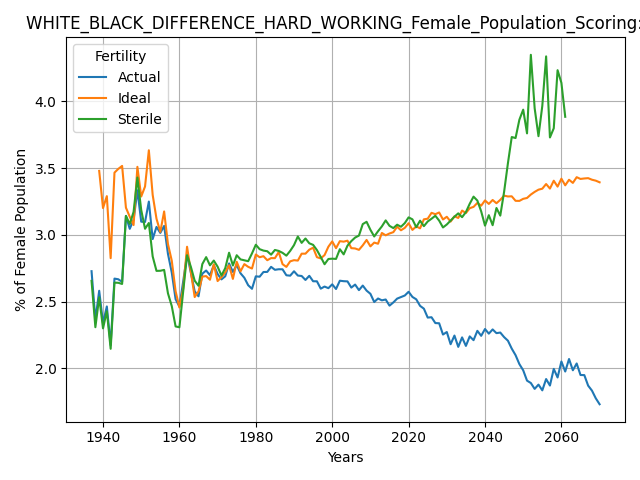 WHITE_BLACK_DIFFERENCE_HARD_WORKING_Female_Population_Scoring:
Fertility
Actual
Ideal
Sterile
% of Female Population
4.0
3.5
3.0
2.5
2.0
1940 1960 1980 2000 2020 2040 2060
Years